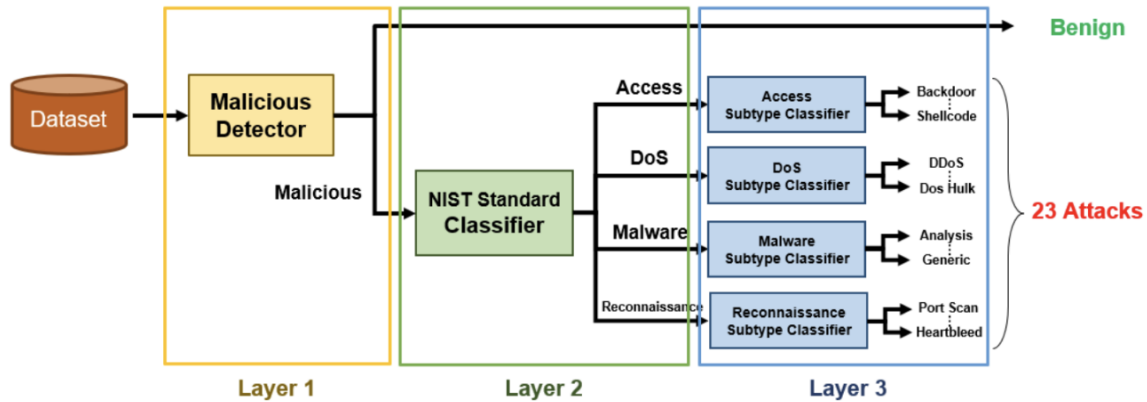 Benign
Dataset
Malicious
Detector
Malicious
NIST Standard
Classifier
Access
DoS
Malware
Reconnaissance
Access
Subtype Classifier
DoS
Subtype Classifier
Malware
Subtype Classifier
Reconnaissance
Subtype Classifier
Backdoor
Shellcode
DDoS
Dos Hulk
Analysis
Generic
Port Scan
Heartbleed
23 Attacks
Layer 1
Layer 2
Layer 3